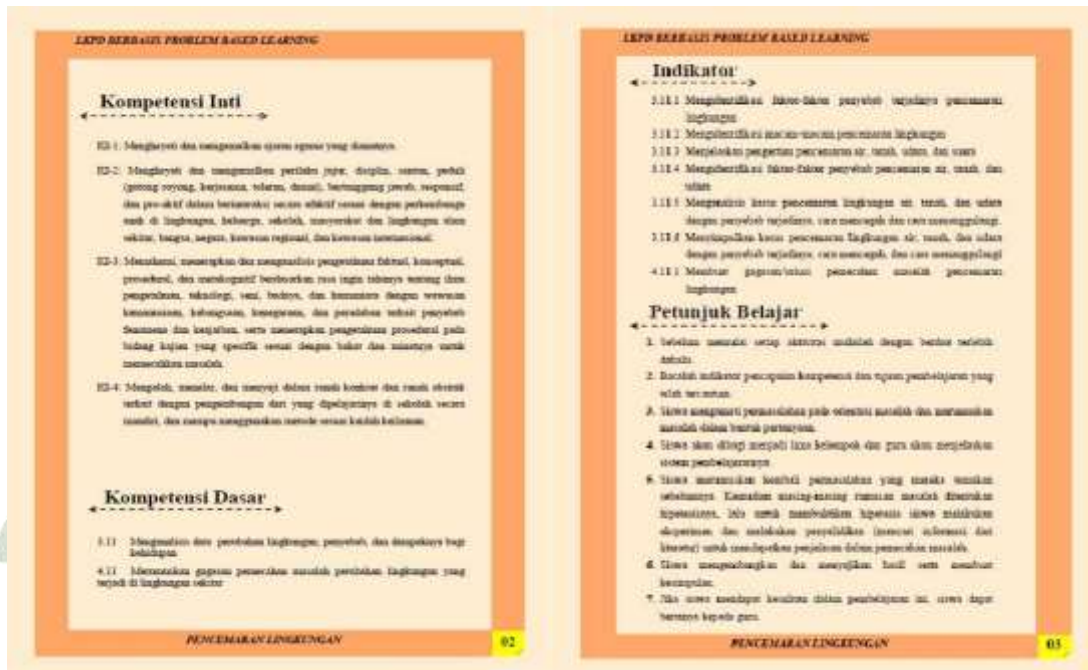 LKPD BERBASIS PROBLEM BASED LEARNING
Kompetensi Inti
KI-1: Menghayati dan mengamalkan ajaran agama yang dianutnya.
KI-2: Menghayati dan mengamalkan perilaku jujur, disiplin, santun, peduli
(gotong royong, kerjasama, toleran, damai), bertanggung jawab, responsif,
dan pro-aktif dalam berinteraksi secara efektif sesuai dengan perkembangan
anak di lingkungan, keluarga, sekolah, masyarakat dan lingkungan alam
sekitar, bangsa, negara, kawasan regional, dan kawasan internasional.
KI-3: Memahami, menerapkan dan menganalisis pengetahuan faktual, konseptual,
prosedural, dan metakognitif berdasarkan rasa ingin tahunya tentang ilmu
pengetahuan, teknologi, seni, budaya, dan humaniora dengan wawasan
kemanusiaan, kebangsaan, kenegaraan, dan peradaban terkait penyebab
fenomena dan kejadian, serta menerapkan pengetahuan prosedural pada
bidang kajian yang spesifik sesuai dengan bakat dan minatnya untuk
memecahkan masalah.
KI-4: Mengolah, menalar, dan menyaji dalam ranah konkret dan ranah abstrak
terkait dengan pengembangan dari yang dipelajarinya di sekolah secara
mandiri, dan mampu menggunakan metode sesuai kaidah keilmuan.
Kompetensi Dasar
3.11 Menganalisis data perubahan lingkungan, penyebab, dan dampaknya bagi
kehidupan
4.11 Merumuskan gagasan pemecahan masalah perubahan lingkungan yang
terjadi di lingkungan sekitar
PENCEMARAN LINGKUNGAN
02
LKPD BERBASIS PROBLEM BASED LEARNING
Indikator
3.11.1 Mengidentifikasi faktor-faktor penyebab terjadinya pencemaran
lingkungan
3.11.2 Mengidentifikasi macam-macam pencemaran lingkungan
3.11.3 Menjelaskan pengertian pencemaran air, tanah, udara, dan suara
3.11.4 Mengidentifikasi faktor-faktor penyebab pencemaran air, tanah, dan
udara
3.11.5 Menganalisis kasus pencemaran lingkungan air, tanah, dan udara
dengan penyebab terjadinya, cara mencegah dan cara menanggulangi.
3.11.6 Menyimpulkan kasus pencemaran lingkungan air, tanah, dan udara
dengan penyebab terjadinya, cara mencegah, dan cara menanggulangi
4.11.1 Membuat gagasan/solusi pemecahan masalah pencemaran
lingkungan
Petunjuk Belajar
1. Sebelum memulai setiap aktivitas mulailah dengan berdoa terlebih
dahulu.
2. Bacalah indikator pencapaian kompetensi dan tujuan pembelajaran yang
telah
3. Siswa mengamati permasalahan pada orientasi masalah dan merumuskan
masalah dalam bentuk pertanyaan.
4. Siswa akan dibagi menjadi lima kelompok dan guru akan menjelaskan
sistem pembelajarannya.
5. Siswa merumuskan kembali permasalahan yang mereka temukan
sebelumnya. Kemudian masing-masing rumusan masalah ditentukan
hipotesisnya, lalu untuk membuktikan hipotesis siswa melakukan
eksperimen dan melakukan penyelidikan (mencari informasi dari
literatur) untuk mendapatkan penjelasan dalam pemecahan masalah.
6. Siswa mengembangkan dan menyajikan hasil serta membuat
kesimpulan.
7. Jika siswa mendapat kesulitan dalam pembelajaran ini, siswa dapat
bertanya kepada guru.
PENCEMARAN LINGKUNGAN
03